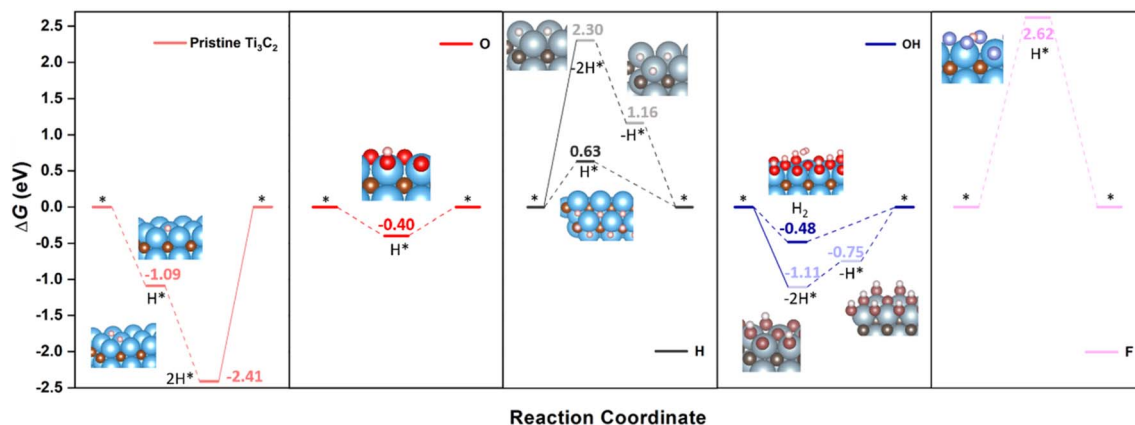 ΔG (eV)
2.5
2.0
1.5
1.0
0.5
0.0
-0.5
-1.0
-1.5
-2.0
-2.5
Pristine Ti₃C₂
*
*
-1.09
H*
2H*
-2.41
O
*
*
-0.40
H*
2.30
-2H*
1.16
-H*
0.63
H*
*
*
H
OH
*
*
H₂
-0.48
-0.75
-H*
-1.11
-2H*
2.62
H*
*
*
F
Reaction Coordinate